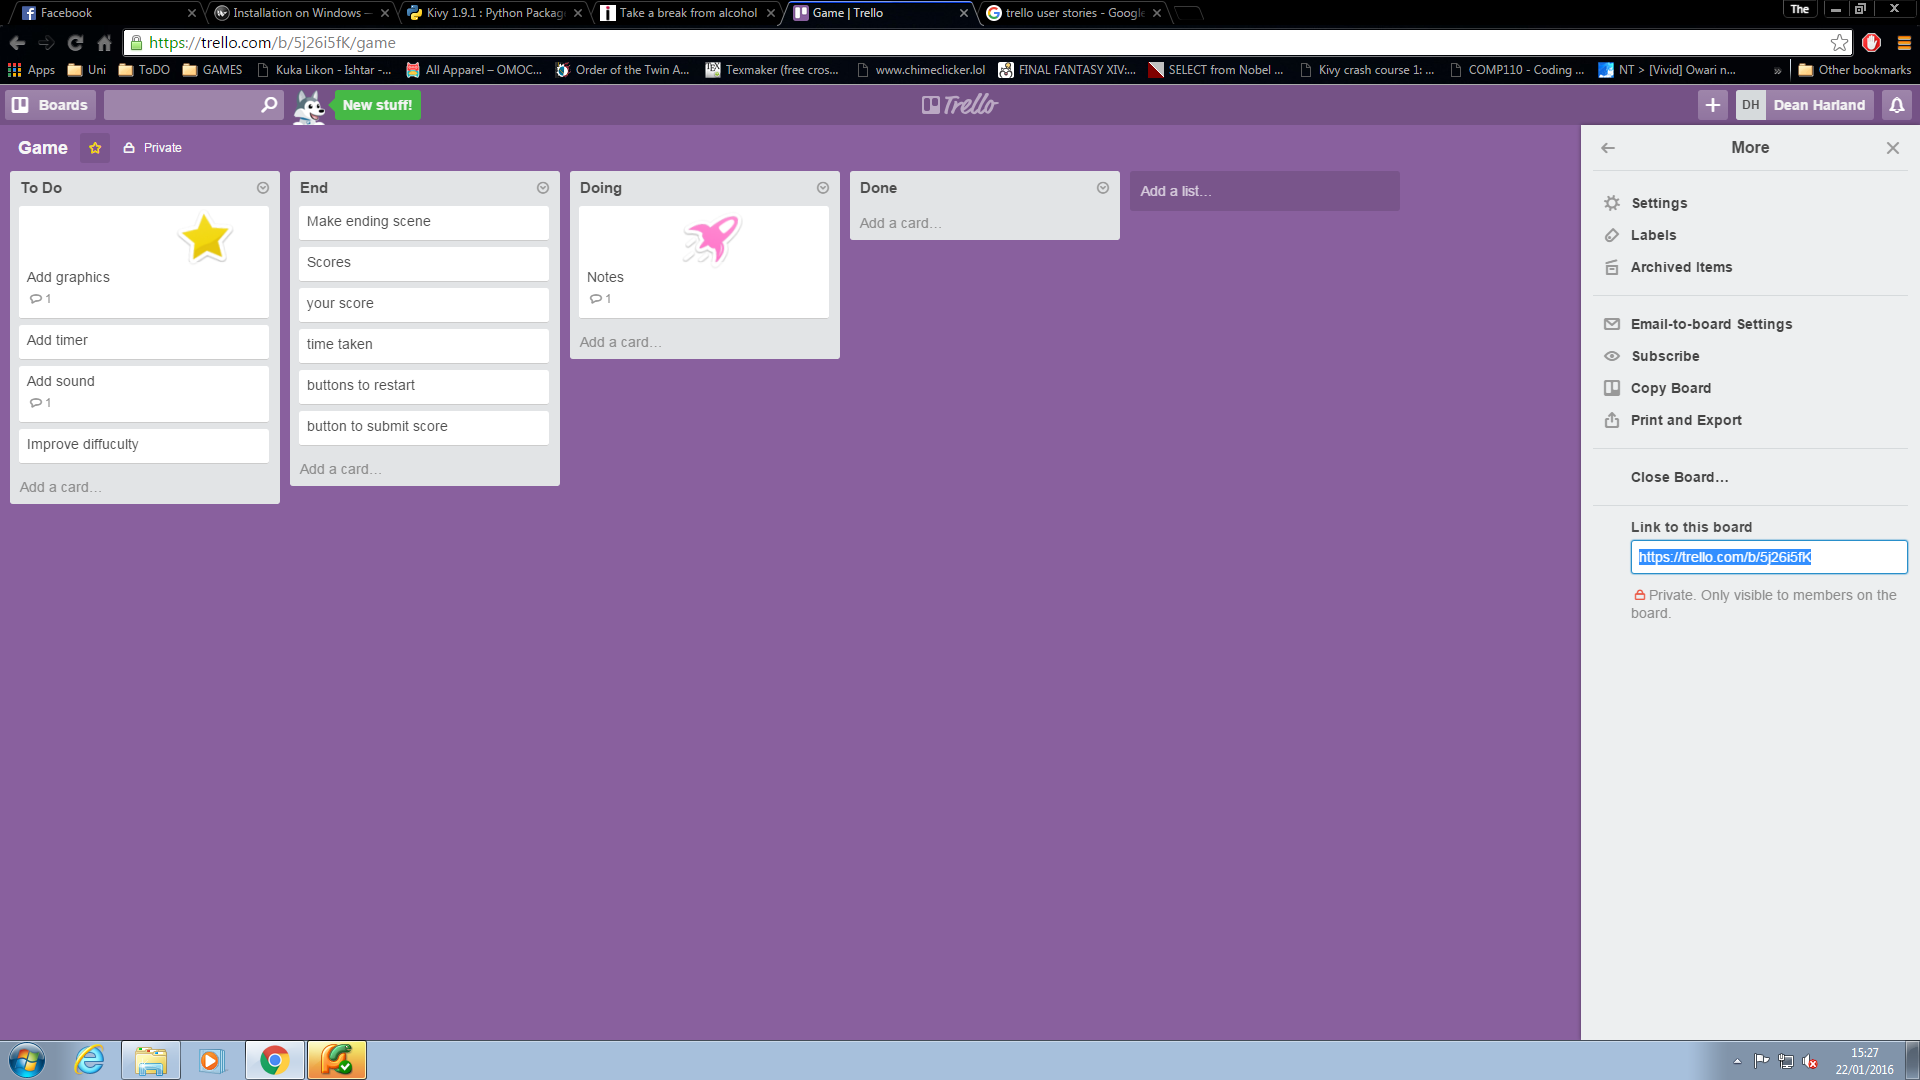 Facebook
Installation on Windows —
Kivy 1.9.1 : Python Packag
Take a break from alcohol
Game | Trello
trello user stories - Google
The
https://trello.com/b/5j26i5fK/game
Apps
Uni
ToDO
GAMES
Kuka Likon - Ishtar -...
All Apparel – OMOC...
Order of the Twin A...
Texmaker (free cros...
www.chimeclicker.lol
FINAL FANTASY XIV:...
SELECT from Nobel ...
Kivy crash course 1: ...
COMP110 - Coding ...
NT > [Vivid] Owari n...
»
Other bookmarks
Boards
New stuff!
Trello
DH
Dean Harland
Game
Private
To Do
Add graphics
1
Add timer
Add sound
1
Improve diffuculty
Add a card…
End
Make ending scene
Scores
your score
time taken
buttons to restart
button to submit score
Add a card…
Doing
Notes
1
Add a card…
Done
Add a card…
Add a list…
More
Settings
Labels
Archived Items
Email-to-board Settings
Subscribe
Copy Board
Print and Export
Close Board…
Link to this board
https://trello.com/b/5j26i5fK
Private. Only visible to members on the
board.
15:27
22/01/2016